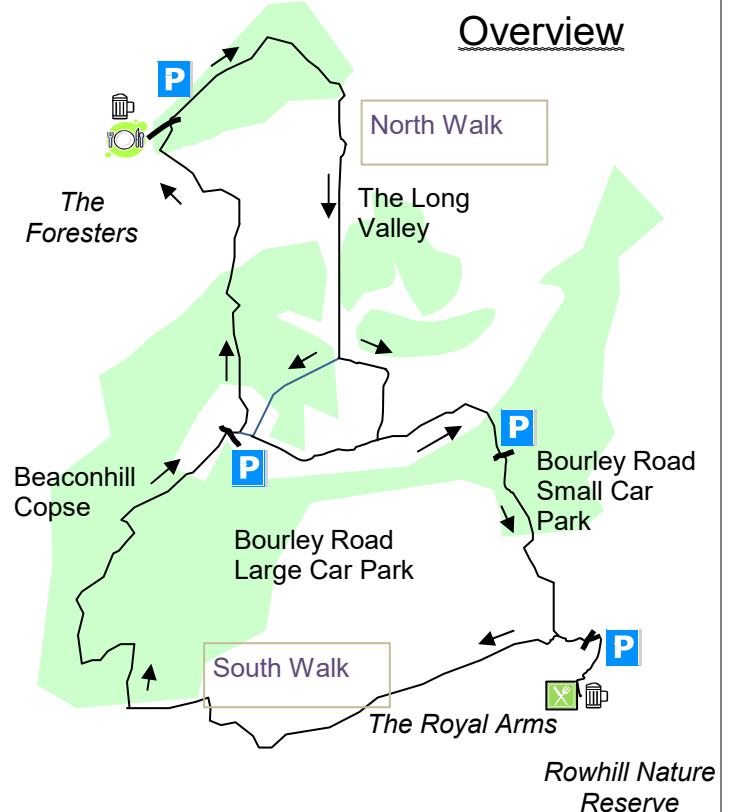 Overview
P
North Walk
The
Foresters
The Long
Valley
P
P
Beaconhill
Copse
Bourley Road
Small Car
Park
Bourley Road
Large Car Park
P
South Walk
The Royal Arms
Rowhill Nature
Reserve